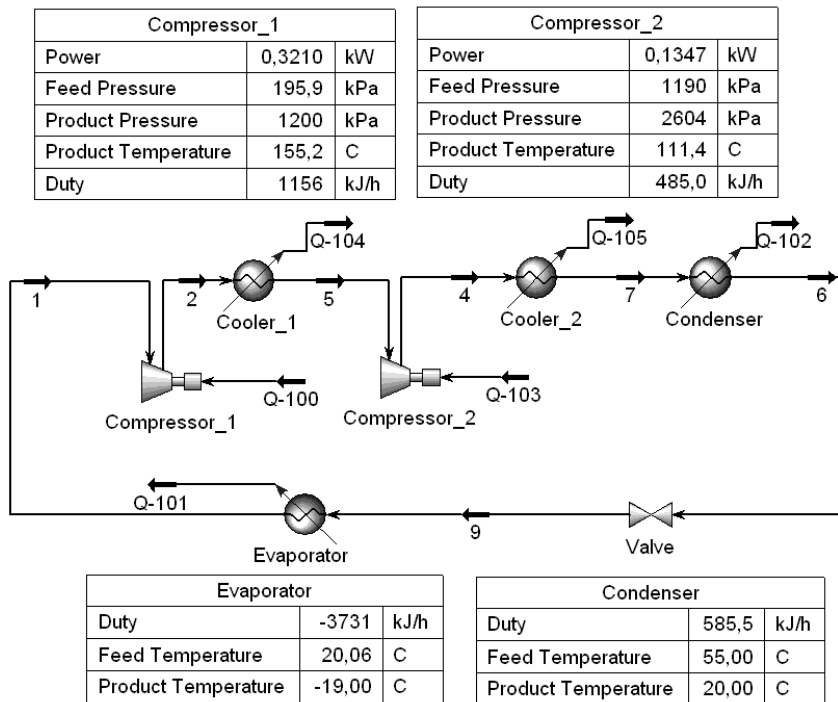 Compressor_1
Power 0,3210 kW
Feed Pressure 195,9 kPa
Product Pressure 1200 kPa
Product Temperature 155,2 C
Duty 1156 kJ/h
Compressor_2
Power 0,1347 kW
Feed Pressure 1190 kPa
Product Pressure 2604 kPa
Product Temperature 111,4 C
Duty 485,0 kJ/h
Q-104
Q-105
Q-102
1
2
5
4
7
6
Cooler_1
Cooler_2
Condenser
Q-100
Q-103
Compressor_1
Compressor_2
Q-101
9
Evaporator
Valve
Evaporator
Duty -3731 kJ/h
Feed Temperature 20,06 C
Product Temperature -19,00 C
Condenser
Duty 585,5 kJ/h
Feed Temperature 55,00 C
Product Temperature 20,00 C